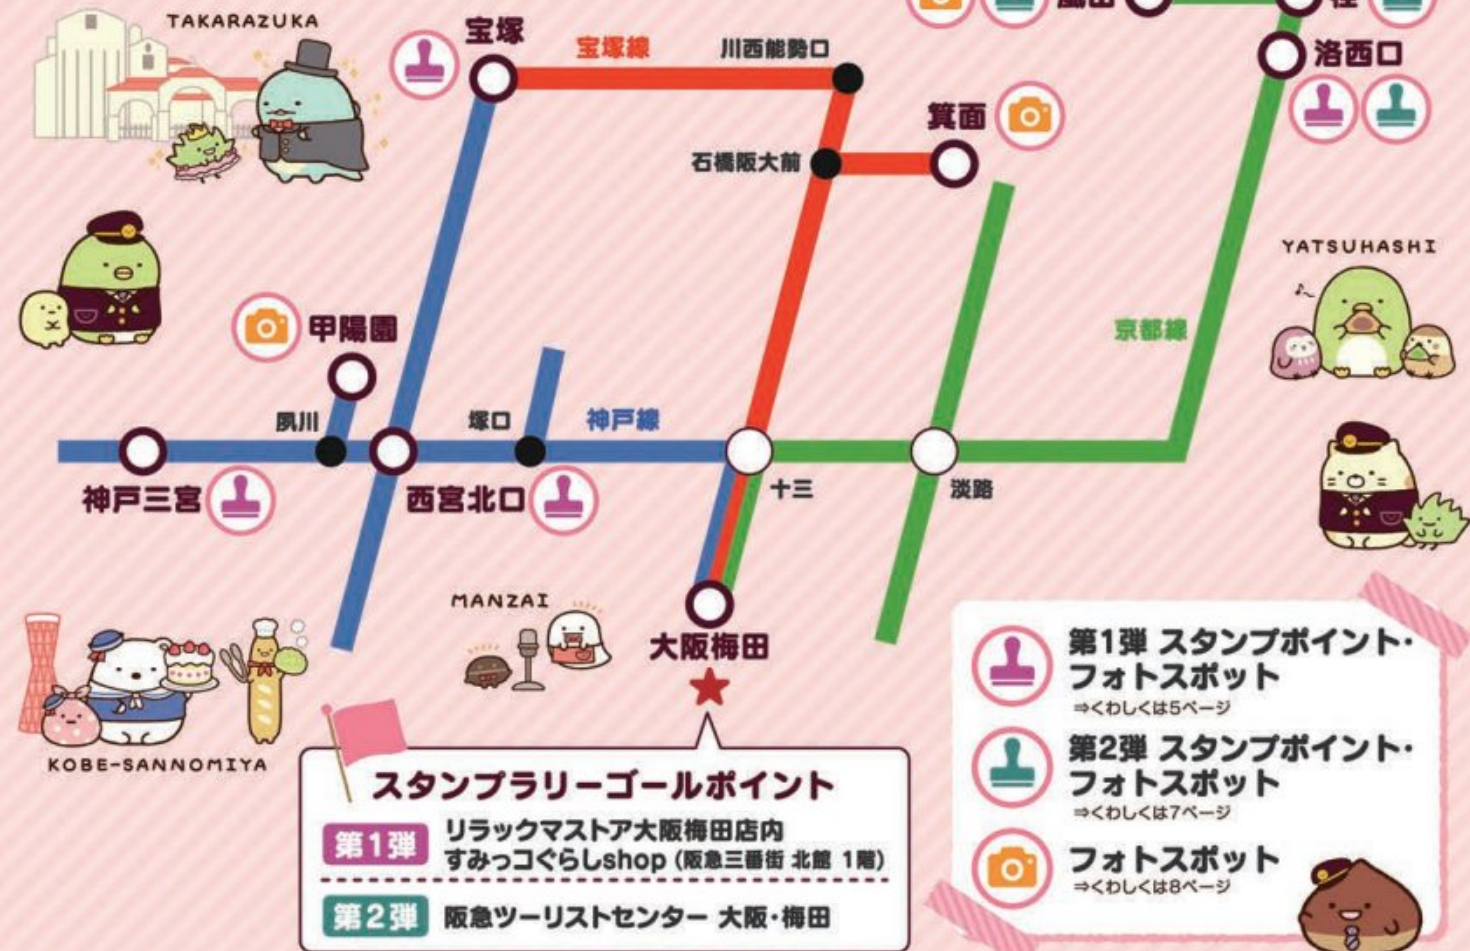 TAKARAZUKA
宝塚
宝塚線
川西能勢口
嵐山
桂
洛西口
箕面
石橋阪大前
YATSUHASHI
京都線
甲陽園
夙川
塚口
神戸線
神戸三宮
西宮北口
十三
淡路
MANZAI
大阪梅田
KOBE-SANNOMIYA
スタンプラリーゴールポイント
第1弾
リラックマストア大阪梅田店内
すみっコぐらしshop (阪急三番街 北館 1階)
第2弾
阪急ツーリストセンター 大阪・梅田
第1弾 スタンプポイント・
フォトスポット
⇒くわしくは5ページ
第2弾 スタンプポイント・
フォトスポット
⇒くわしくは7ページ
フォトスポット
⇒くわしくは8ページ